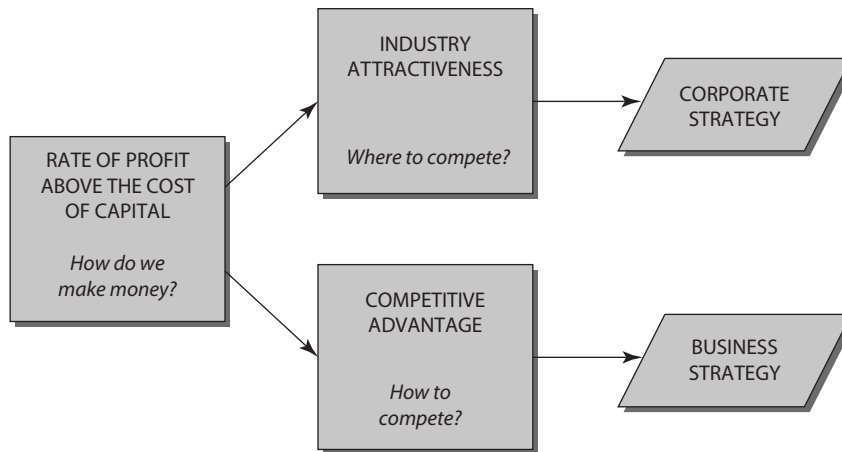 RATE OF PROFIT
ABOVE THE COST
OF CAPITAL
How do we
make money?
INDUSTRY
ATTRACTIVENESS
Where to compete?
CORPORATE
STRATEGY
COMPETITIVE
ADVANTAGE
How to
compete?
BUSINESS
STRATEGY